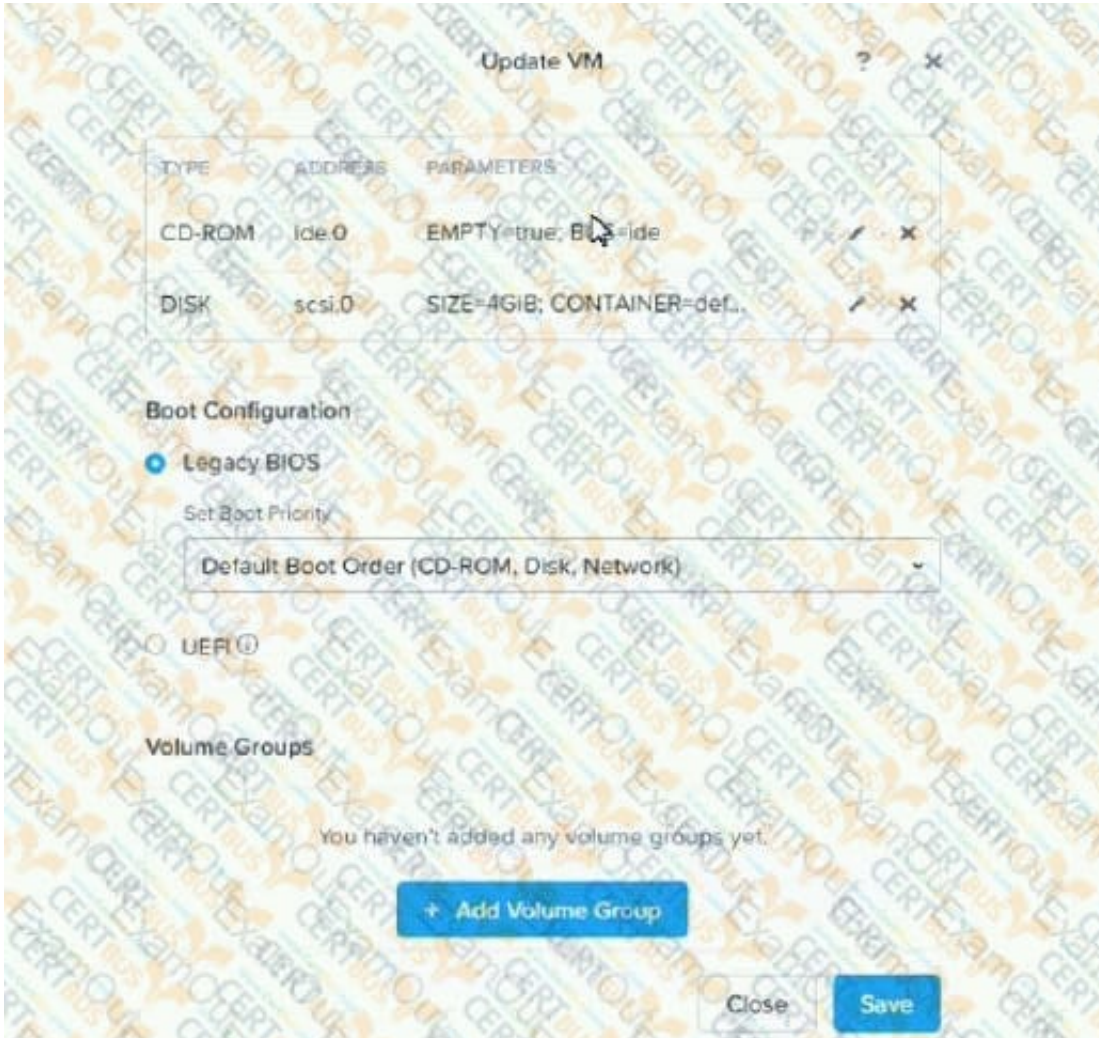 Update VM ? ×
TYPE ADDRESS PARAMETERS
CD-ROM ide.0 EMPTY=true; BUS=ide
DISK scsi.0 SIZE=4GiB; CONTAINER=def...
Boot Configuration
Legacy BIOS
Set Boot Priority
Default Boot Order (CD-ROM, Disk, Network)
UEFI
Volume Groups
You haven't added any volume groups yet.
+ Add Volume Group
Close Save